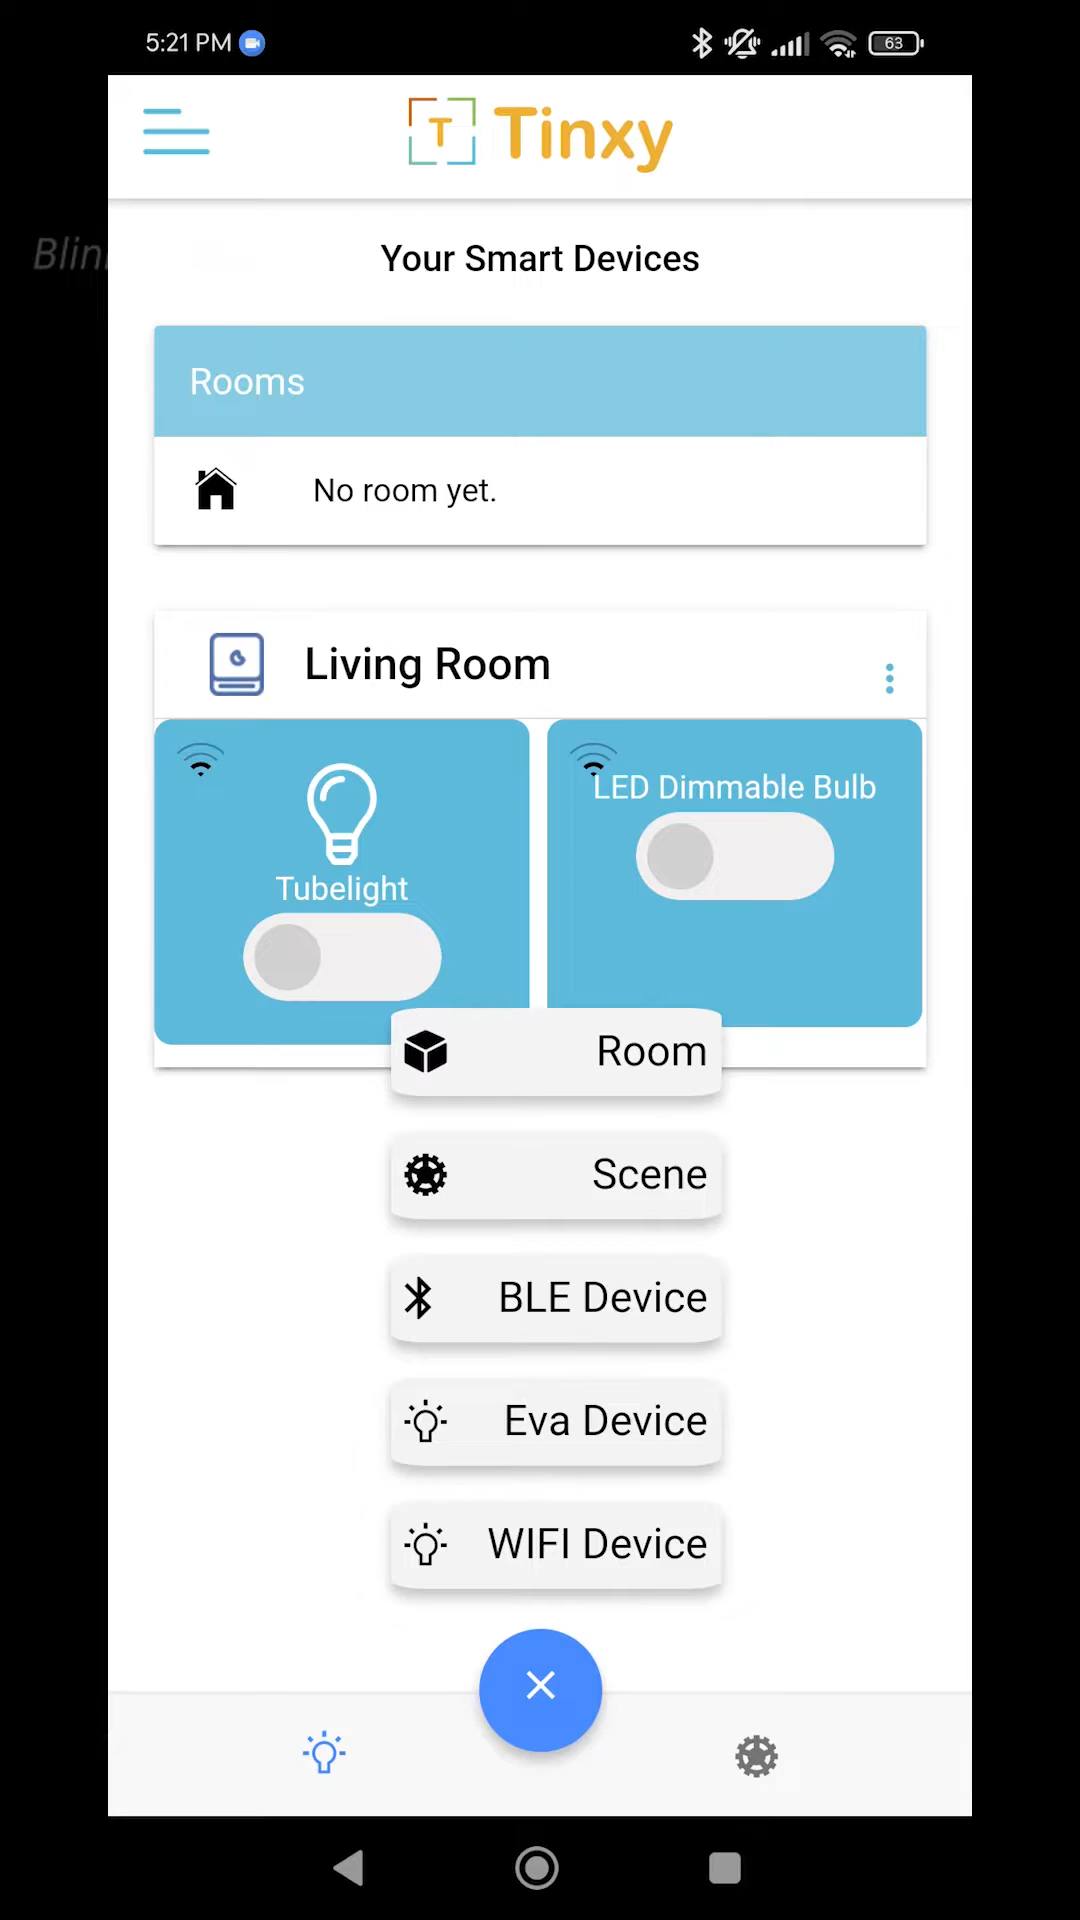 5:21 PM
63
T Tinxy
Blin
Your Smart Devices
Rooms
No room yet.
Living Room
LED Dimmable Bulb
Tubelight
Room
Scene
BLE Device
Eva Device
WIFI Device